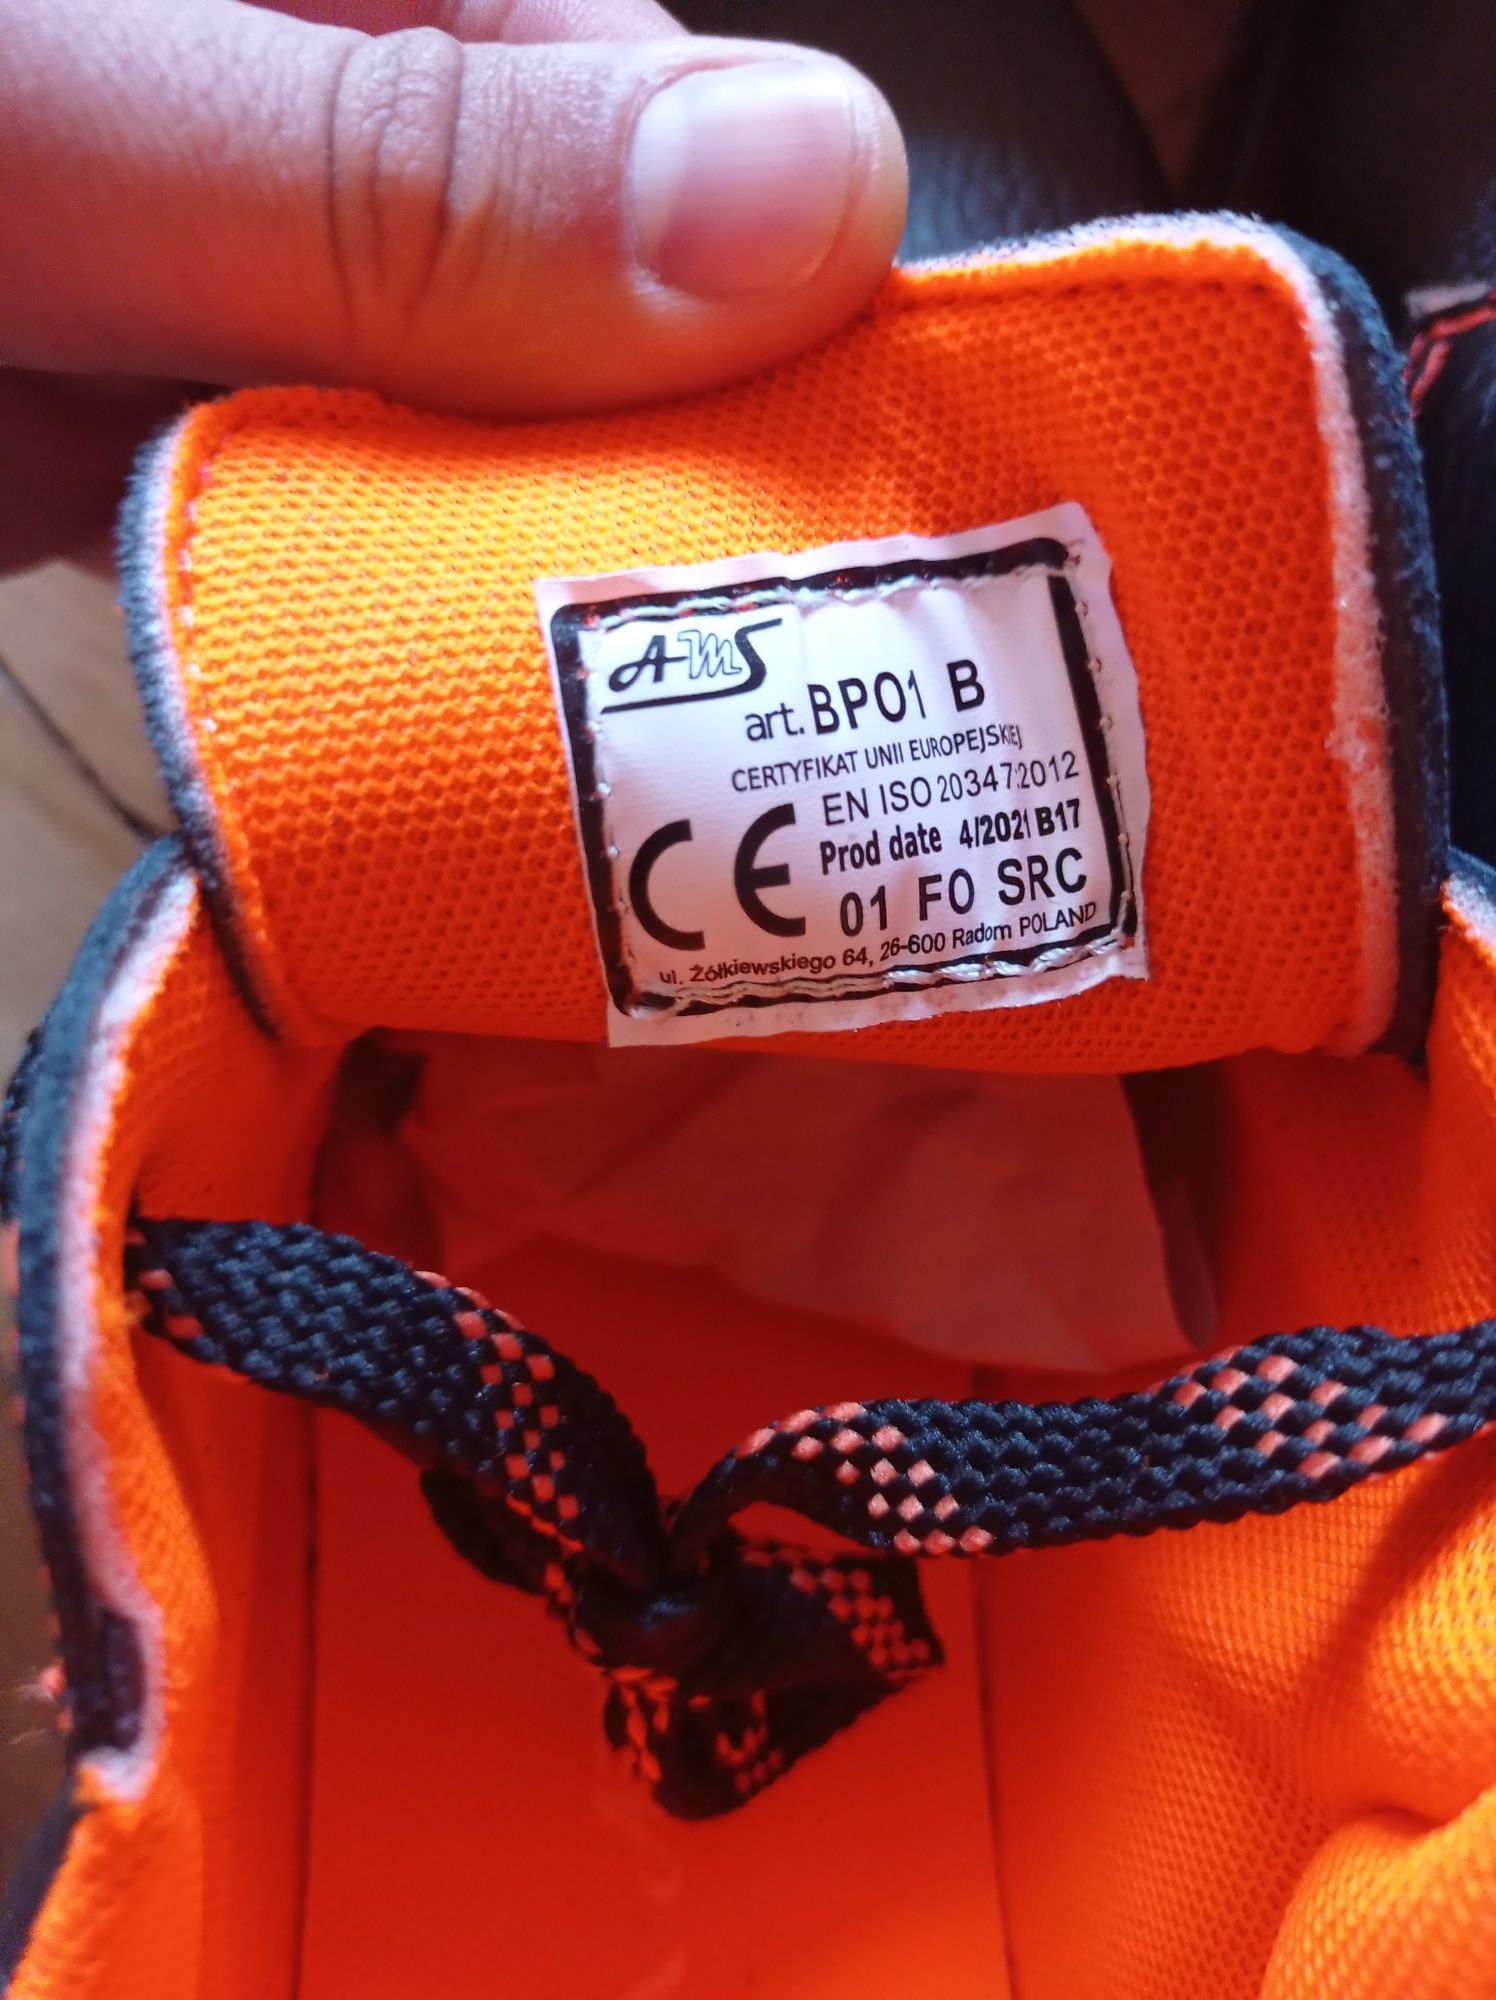 AMS
art. BPO1 B
CERTYFIKAT UNII EUROPEJSKIEJ
CE
EN ISO 20347:2012
Prod date 4/2021 B17
01 FO SRC
ul. Żółkiewskiego 64, 26-600 Radom POLAND